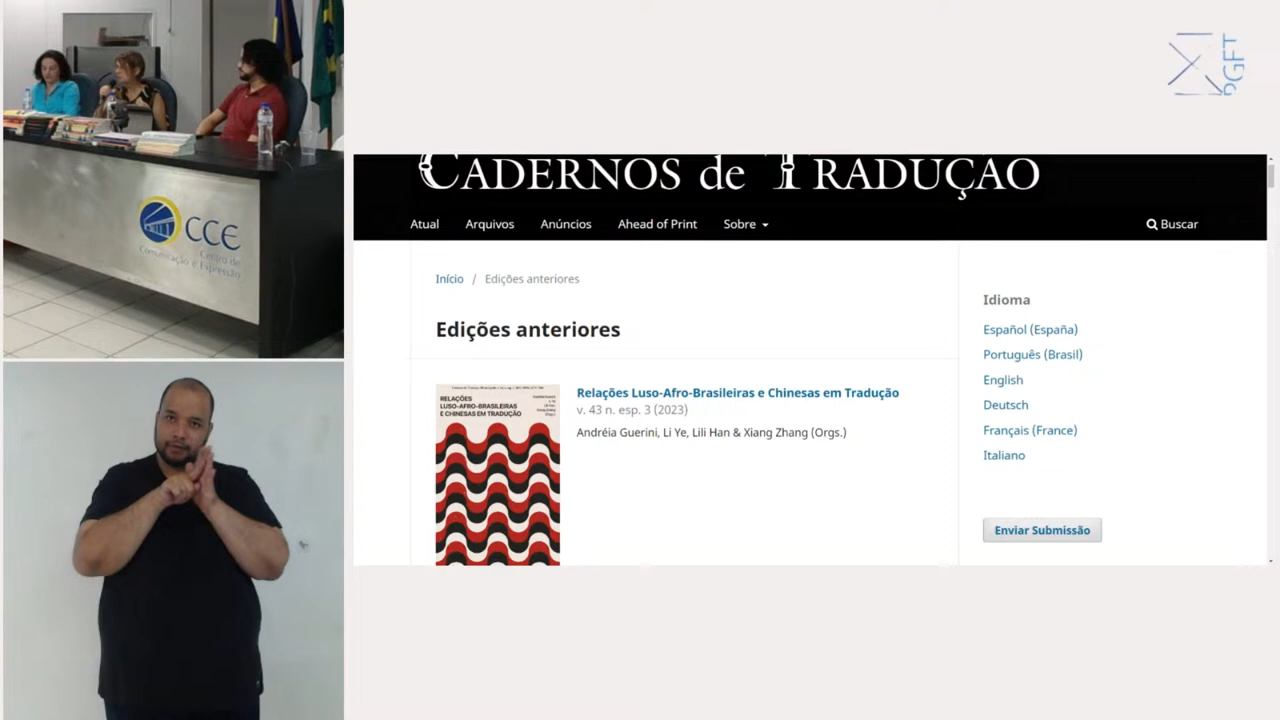 CCE
Centro de
Comunicação e Expressão
PGET
CADERNOS de TRADUÇÃO
Atual
Arquivos
Anúncios
Ahead of Print
Sobre
Buscar
Início / Edições anteriores
Edições anteriores
RELAÇÕES
LUSO-AFRO-BRASILEIRAS
E CHINESAS EM TRADUÇÃO
Relações Luso-Afro-Brasileiras e Chinesas em Tradução
v. 43 n. esp. 3 (2023)
Andréia Guerini, Li Ye, Lili Han & Xiang Zhang (Orgs.)
Idioma
Español (España)
Português (Brasil)
English
Deutsch
Français (France)
Italiano
Enviar Submissão